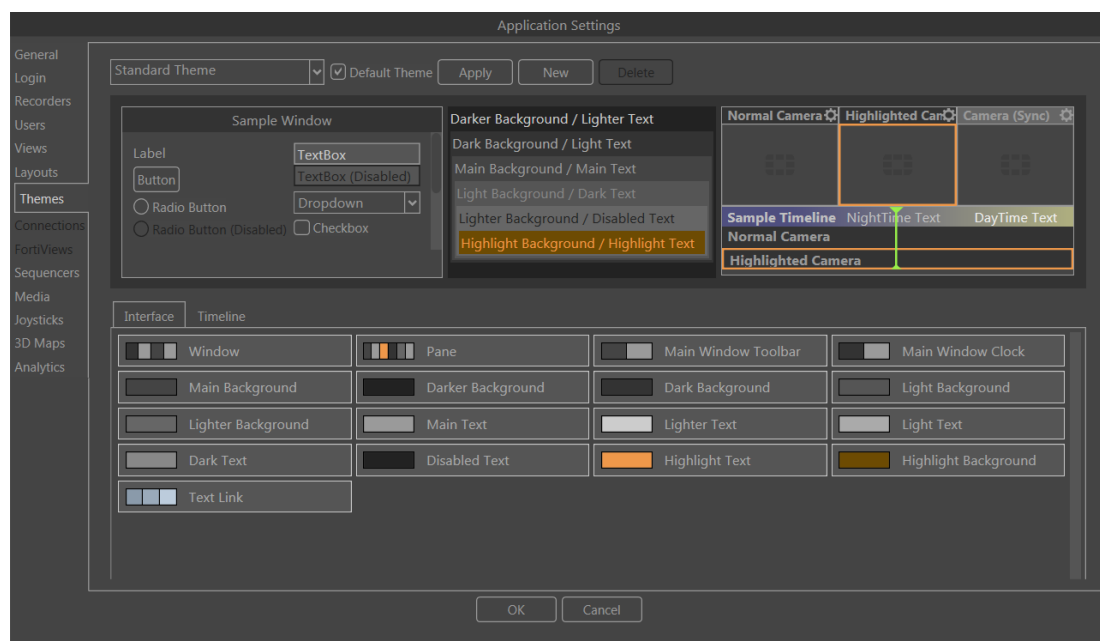 Application Settings
General
Login
Recorders
Users
Views
Layouts
Themes
Connections
FortiViews
Sequencers
Media
Joysticks
3D Maps
Analytics
Standard Theme Default Theme Apply New Delete
Sample Window
Label TextBox
Button TextBox (Disabled)
Radio Button Dropdown
Radio Button (Disabled) Checkbox
Darker Background / Lighter Text
Dark Background / Light Text
Main Background / Main Text
Light Background / Dark Text
Lighter Background / Disabled Text
Highlight Background / Highlight Text
Normal Camera Highlighted Cam Camera (Sync)
Sample Timeline NightTime Text DayTime Text
Normal Camera
Highlighted Camera
Interface Timeline
Window Pane Main Window Toolbar Main Window Clock
Main Background Darker Background Dark Background Light Background
Lighter Background Main Text Lighter Text Light Text
Dark Text Disabled Text Highlight Text Highlight Background
Text Link
OK Cancel